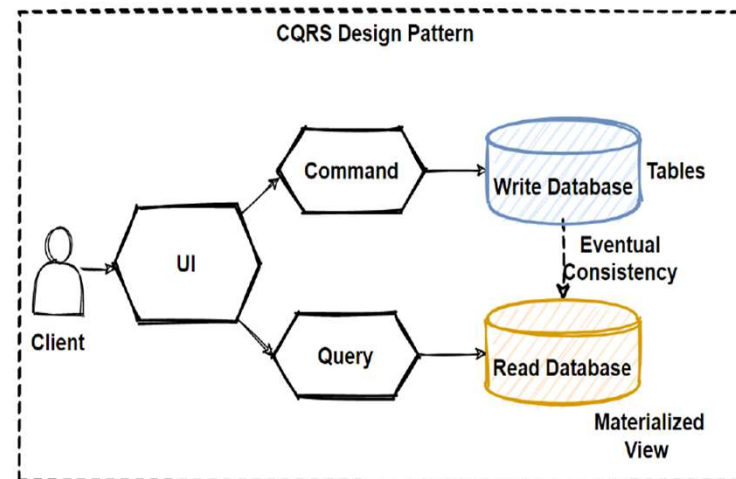 CQRS Design Pattern
Command
Write Database
Tables
UI
Eventual
Consistency
Client
Query
Read Database
Materialized
View